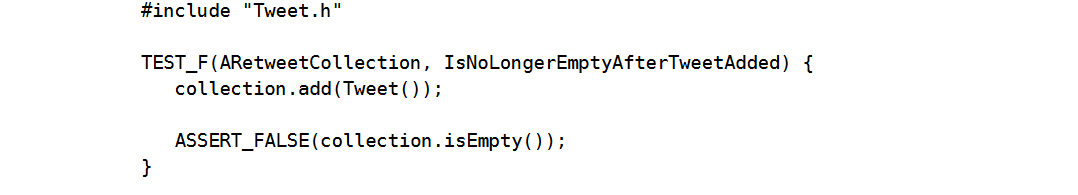 #include "Tweet.h"
TEST_F(ARetweetCollection, IsNoLongerEmptyAfterTweetAdded) {
collection.add(Tweet());
ASSERT_FALSE(collection.isEmpty());
}